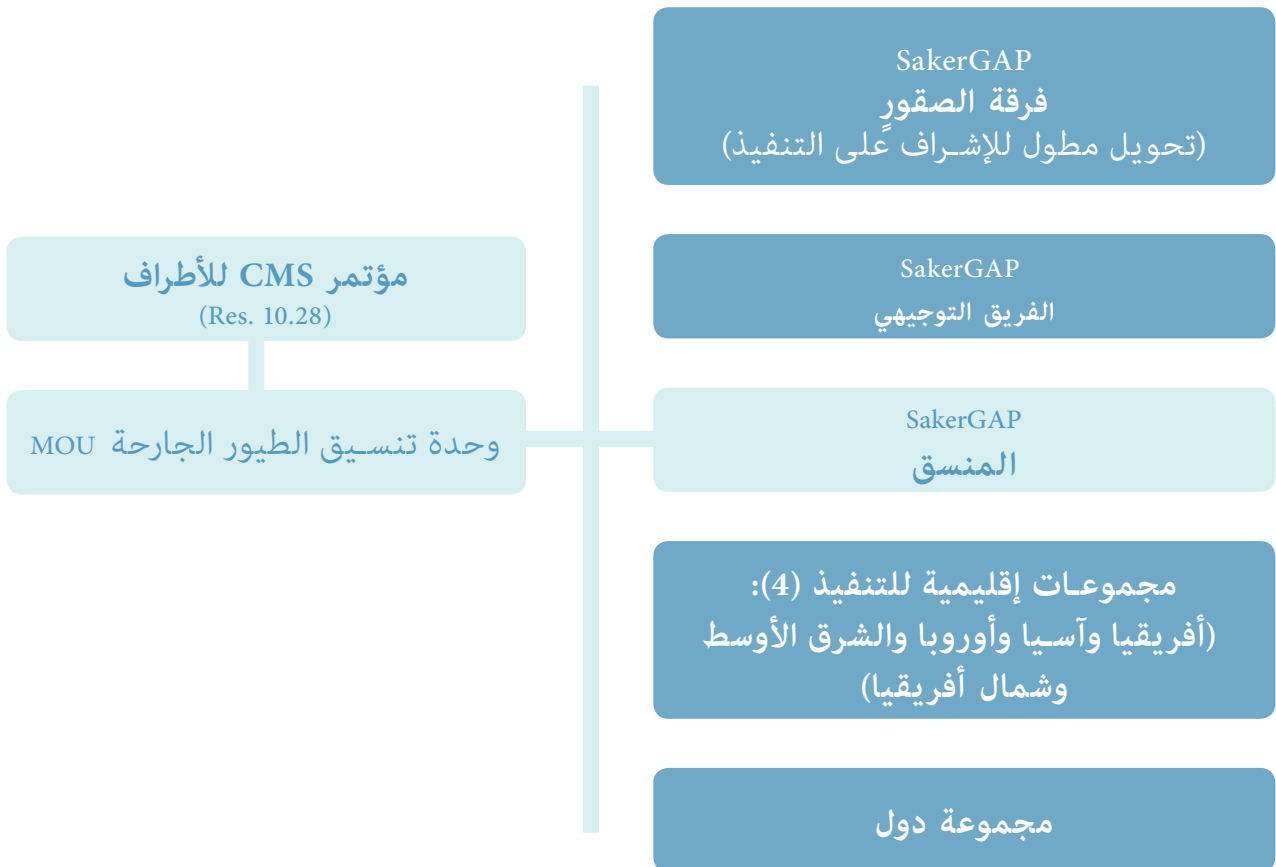 SakerGAP
فرقة الصقورٍ
(تحويل مطول للإشراف على التنفيذ)
SakerGAP
الفريق التوجيهي
SakerGAP
المنسق
مجموعات إقليمية للتنفيذ (4):
(أفريقيا وآسيا وأوروبا والشرق الأوسط
وشمال أفريقيا)
مجموعة دول
مؤتمر CMS للأطراف
(Res. 10.28)
وحدة تنسيق الطيور الجارحة MOU